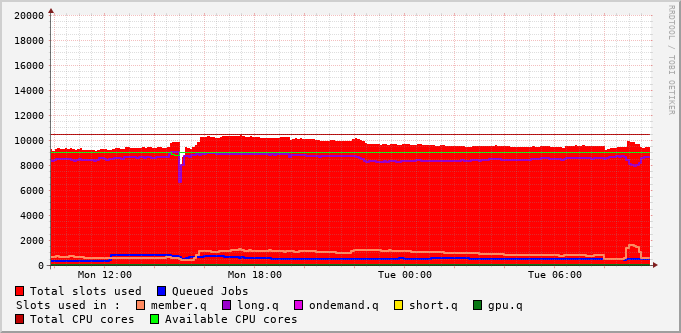 20000
18000
16000
14000
12000
10000
8000
6000
4000
2000
0
Mon 12:00 Mon 18:00 Tue 00:00 Tue 06:00
RRDTOOL / TOBI OETIKER
Total slots used Queued Jobs
Slots used in : member.q long.q ondemand.q short.q gpu.q
Total CPU cores Available CPU cores